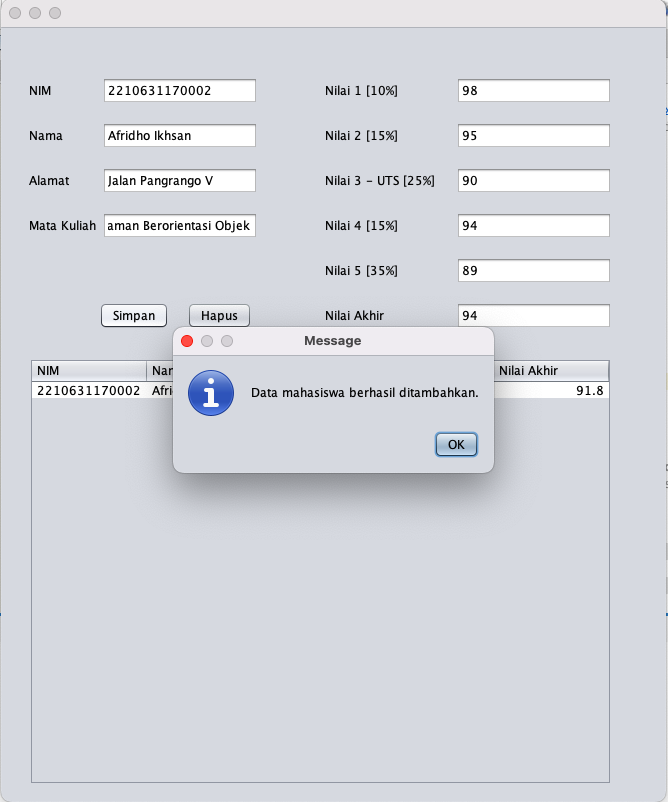 NIM 2210631170002 Nilai 1 [10%] 98
Nama Afridho Ikhsan Nilai 2 [15%] 95
Alamat Jalan Pangrango V Nilai 3 - UTS [25%] 90
Mata Kuliah aman Berorientasi Objek Nilai 4 [15%] 94
Nilai 5 [35%] 89
Simpan Hapus Nilai Akhir 94
Message
NIM Nar Nilai Akhir
2210631170002 Afri 91.8
Data mahasiswa berhasil ditambahkan.
OK